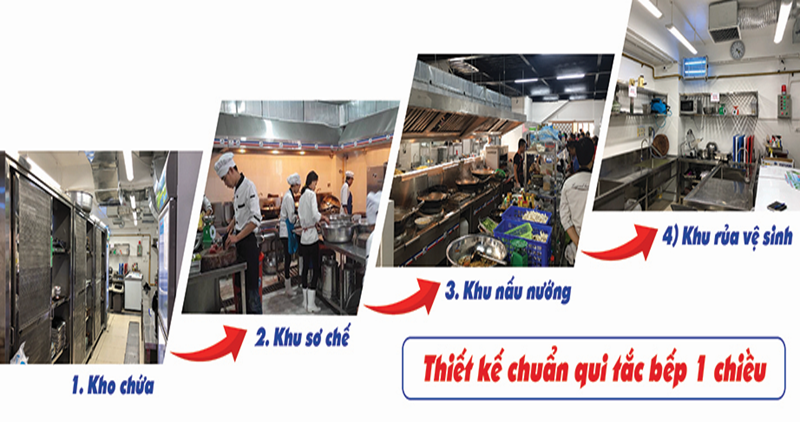 1. Kho chứa
2. Khu sơ chế
3. Khu nấu nướng
4) Khu rủa vệ sinh
Thiết kế chuẩn qui tắc bếp 1 chiều